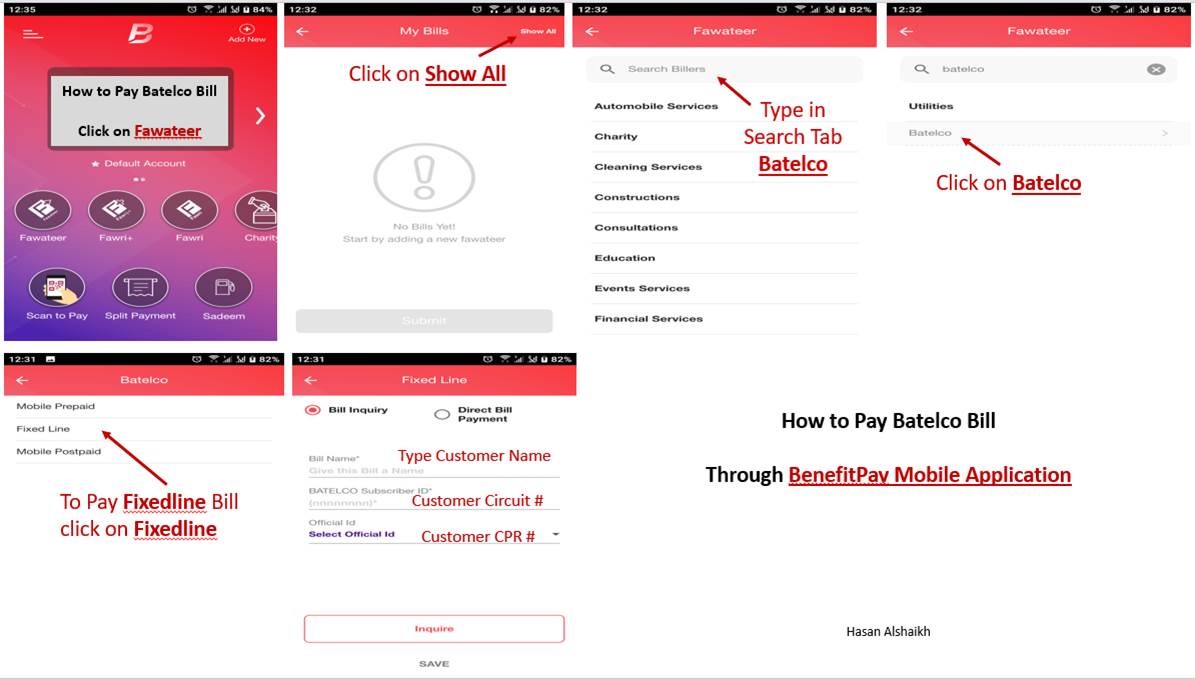 12:35
84%
Add New
How to Pay Batelco Bill
Click on Fawateer
Default Account
Fawateer
Fawri+
Fawri
Charity
Scan to Pay
Split Payment
Sadeem
12:32
82%
My Bills
Show All
Click on Show All
No Bills Yet!
Start by adding a new fawateer
Submit
12:32
82%
Fawateer
Search Billers
Automobile Services
Charity
Cleaning Services
Constructions
Consultations
Education
Events Services
Financial Services
Type in
Search Tab
Batelco
12:32
82%
Fawateer
batelco
Utilities
Batelco
Click on Batelco
12:31
82%
Batelco
Mobile Prepaid
Fixed Line
Mobile Postpaid
To Pay Fixedline Bill
click on Fixedline
12:31
82%
Fixed Line
Bill Inquiry
Direct Bill
Payment
Bill Name*
Type Customer Name
Give this Bill a Name
BATELCO Subscriber ID*
(nnnnnnnn)*
Customer Circuit #
Official Id
Select Official Id
Customer CPR #
Inquire
SAVE
How to Pay Batelco Bill
Through BenefitPay Mobile Application
Hasan Alshaikh